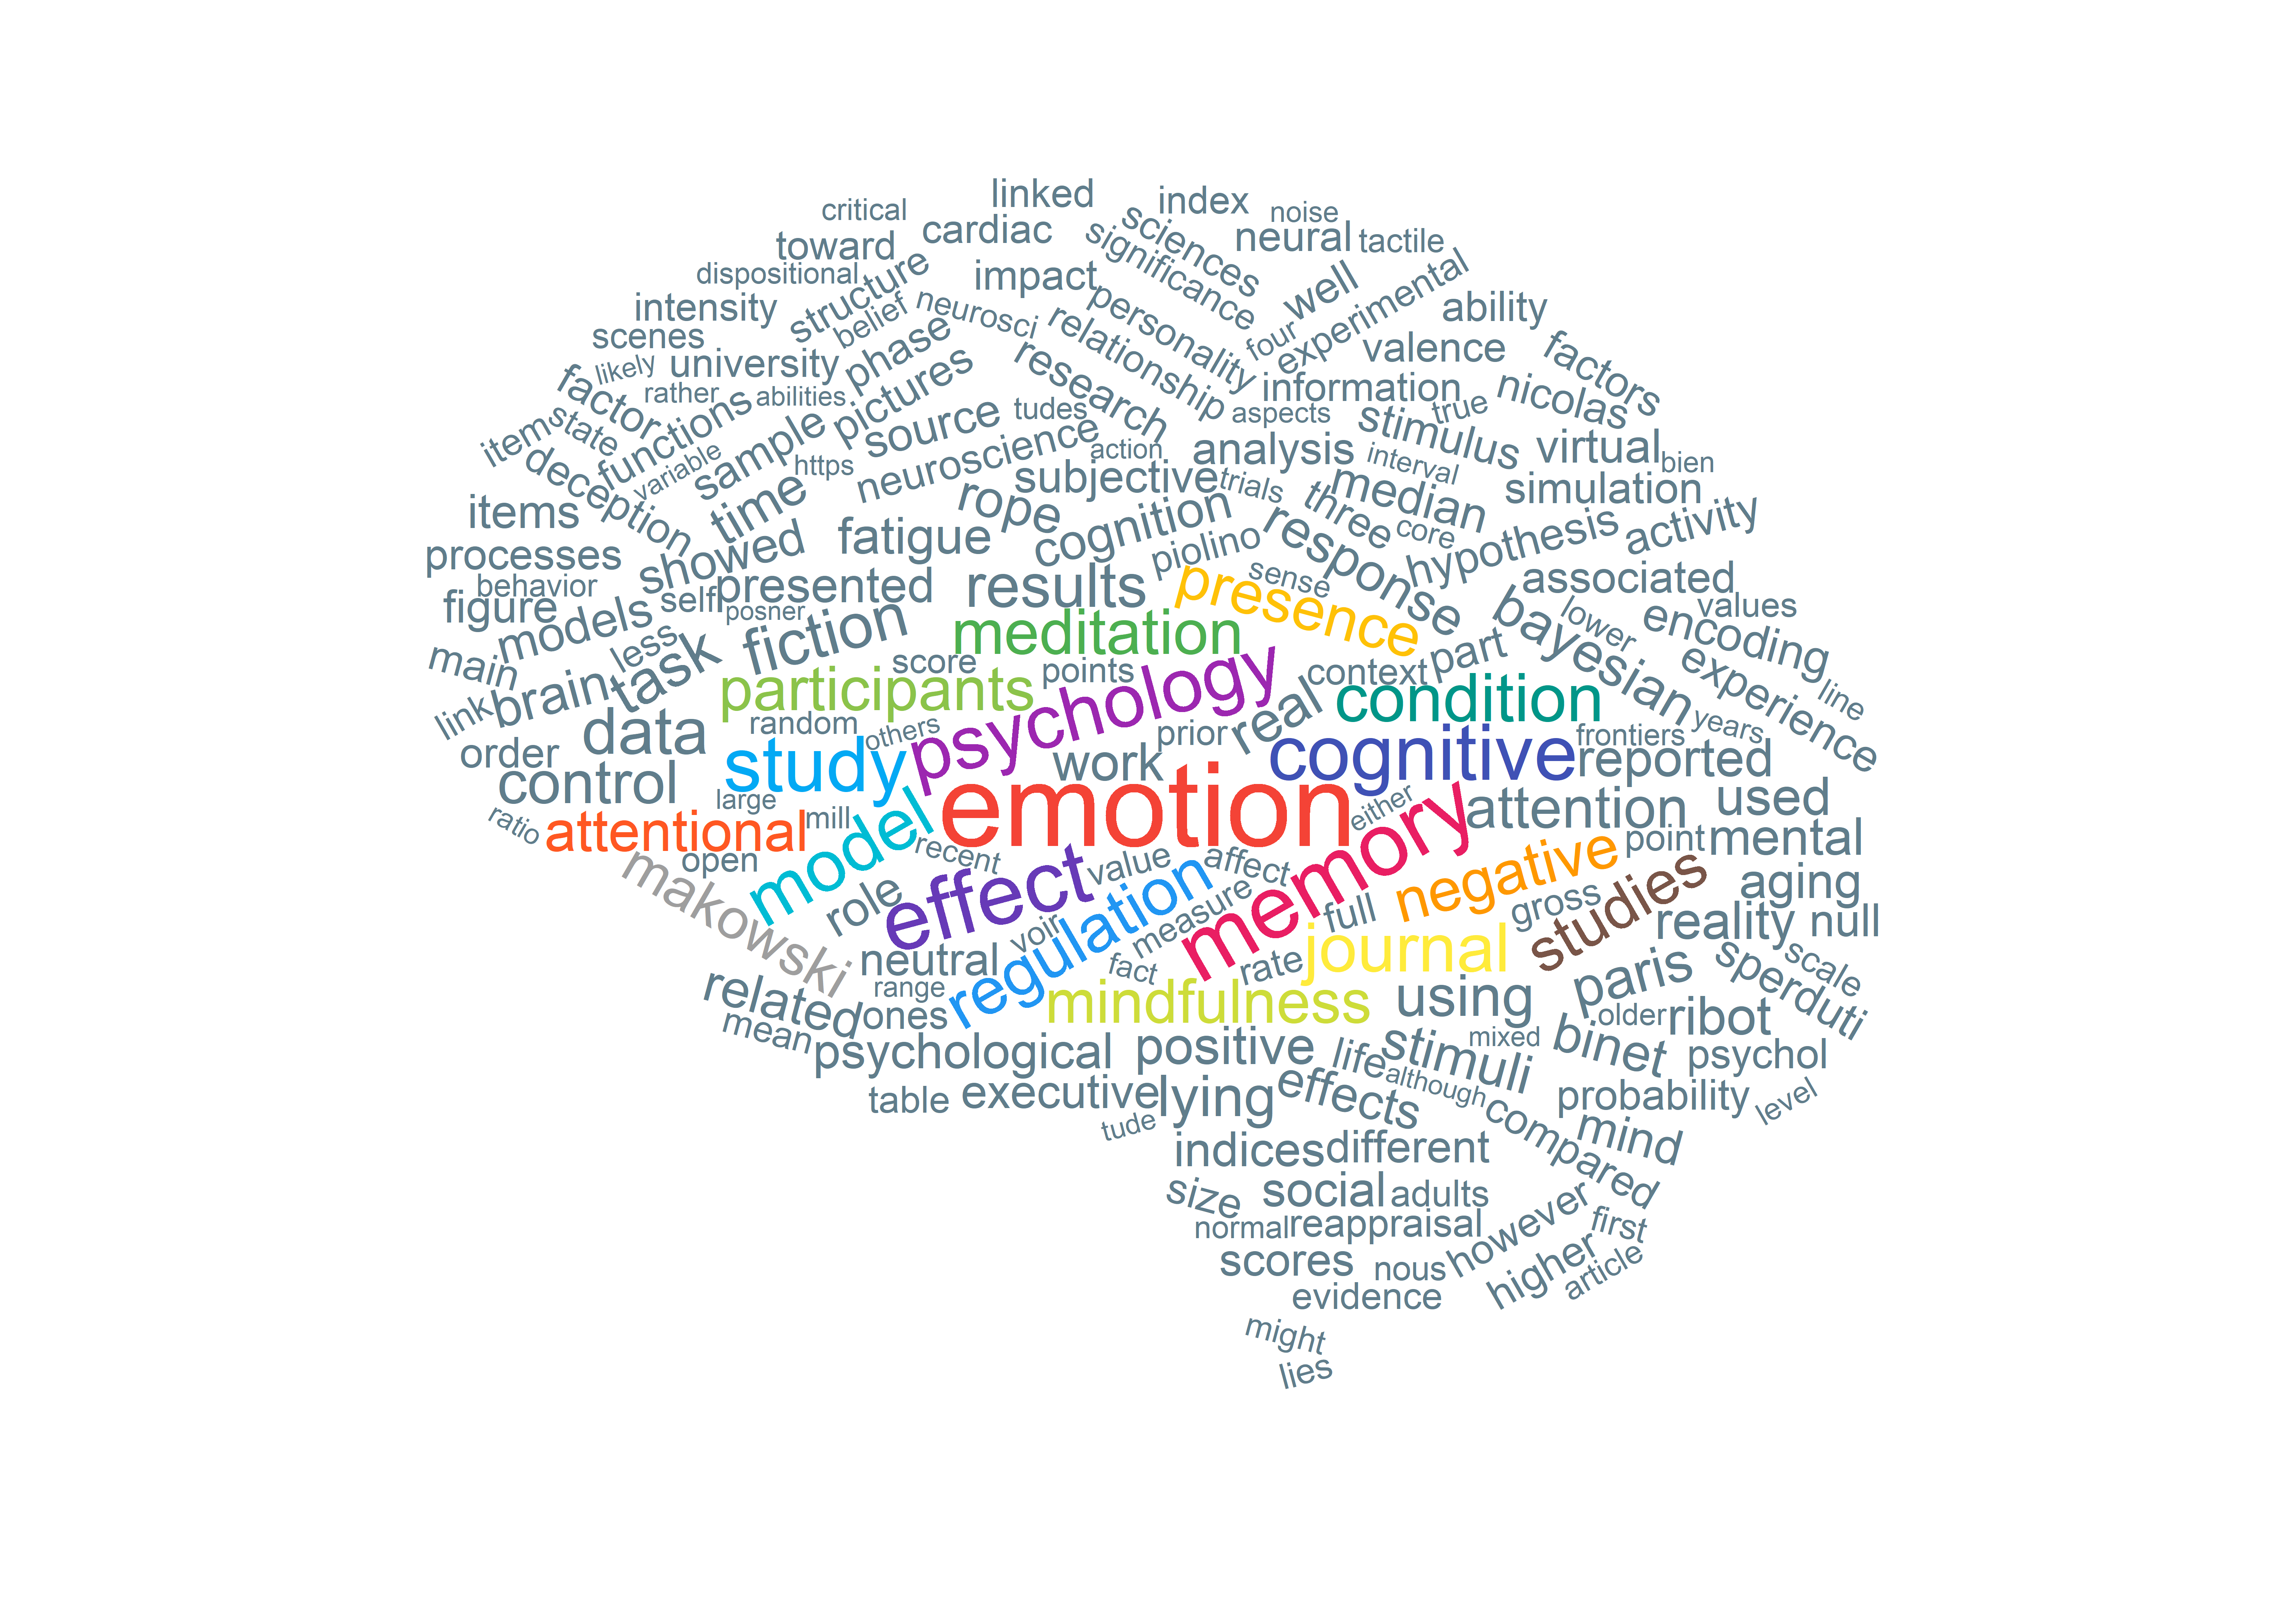 linked
index
critical
noise
sciences
cardiac
toward
significance
neural
tactile
dispositional
structure
impact
well
experimental
intensity
belief
neurosci
personality
ability
scenes
relationship
four
likely
university
phase
research
valence
factors
factor
rather
abilities
pictures
information
nicolas
item
state
functions
sample
source
tudes
aspects
stimulus
true
deception
variable
https
neuroscience
action
analysis
interval
virtual
bien
time
subjective
trials
median
simulation
items
rope
three
core
hypothesis
activity
processes
showed
fatigue
cognition
piolino
response
behavior
presented
results
presence
sense
associated
figure
models
self
posner
bayesian
lower
values
encoding
main
less
task
fiction
meditation
score
points
context
part
experience
link
brain
participants
psychology
real
condition
line
order
data
random
others
prior
years
frontiers
control
study
work
cognitive
reported
ratio
large
mill
emotion
either
attention
used
attentional
model
memory
point
mental
makowski
open
recent
value
affect
negative
studies
aging
role
effect
regulation
measure
full
gross
reality
null
neutral
voir
fact
rate
journal
paris
sperduti
scale
related
range
ones
mindfulness
using
older
ribot
mean
psychological
positive
life
stimuli
mixed
binet
psychol
table
executive
lying
effects
although
probability
level
tude
compared
mind
indices
different
size
social
adults
normal
reappraisal
however
first
scores
nous
higher
article
evidence
might
lies